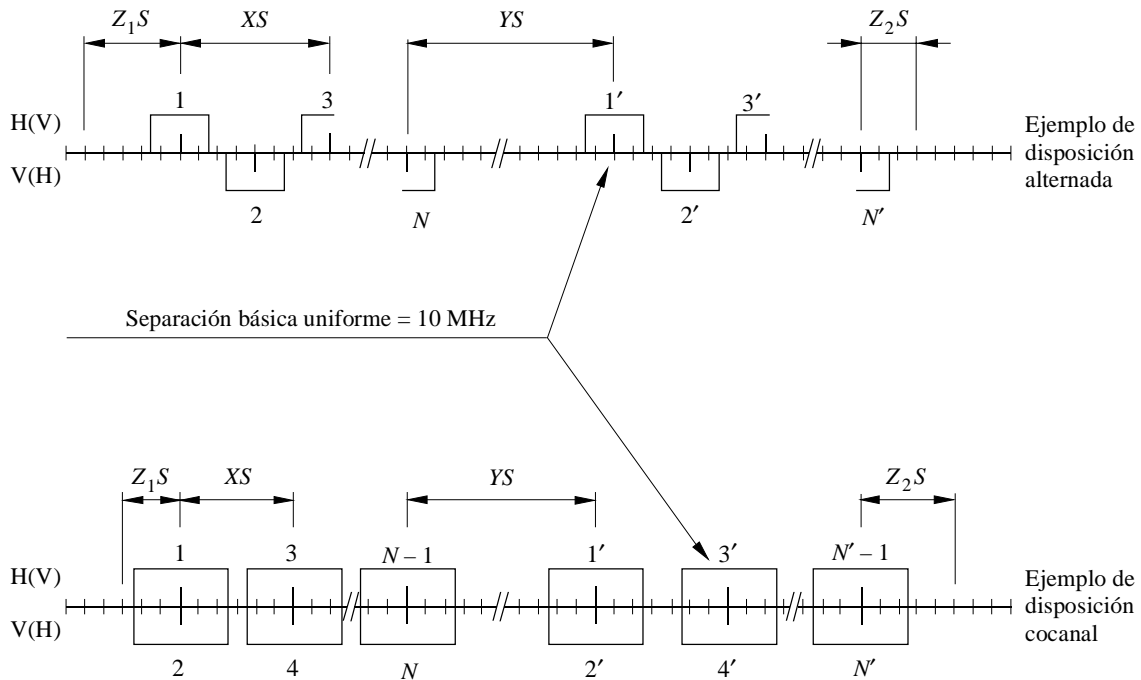 Z₁S XS YS Z₂S
1 3 1′ 3′
H(V)
V(H)
2 N 2′ N′
Ejemplo de
disposición
alternada
Separación básica uniforme = 10 MHz
Z₁S XS YS Z₂S
1 3 N – 1 1′ 3′ N′ – 1
H(V)
V(H)
2 4 N 2′ 4′ N′
Ejemplo de
disposición
cocanal